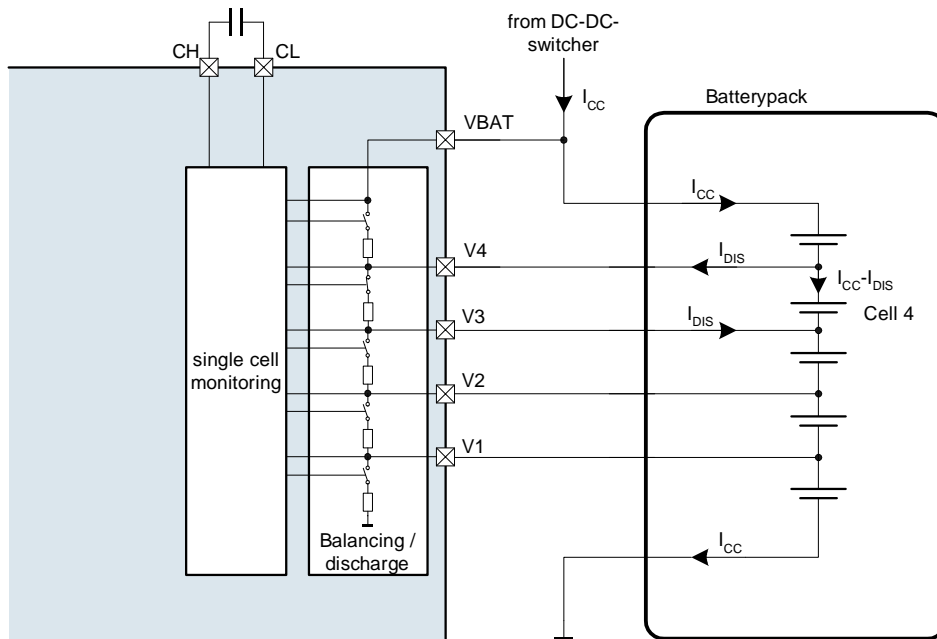 from DC-DC-
switcher
CH
CL
I_CC
Batterypack
VBAT
I_CC
V4
I_DIS
I_CC-I_DIS
V3
I_DIS
Cell 4
single cell
monitoring
V2
V1
Balancing /
discharge
I_CC